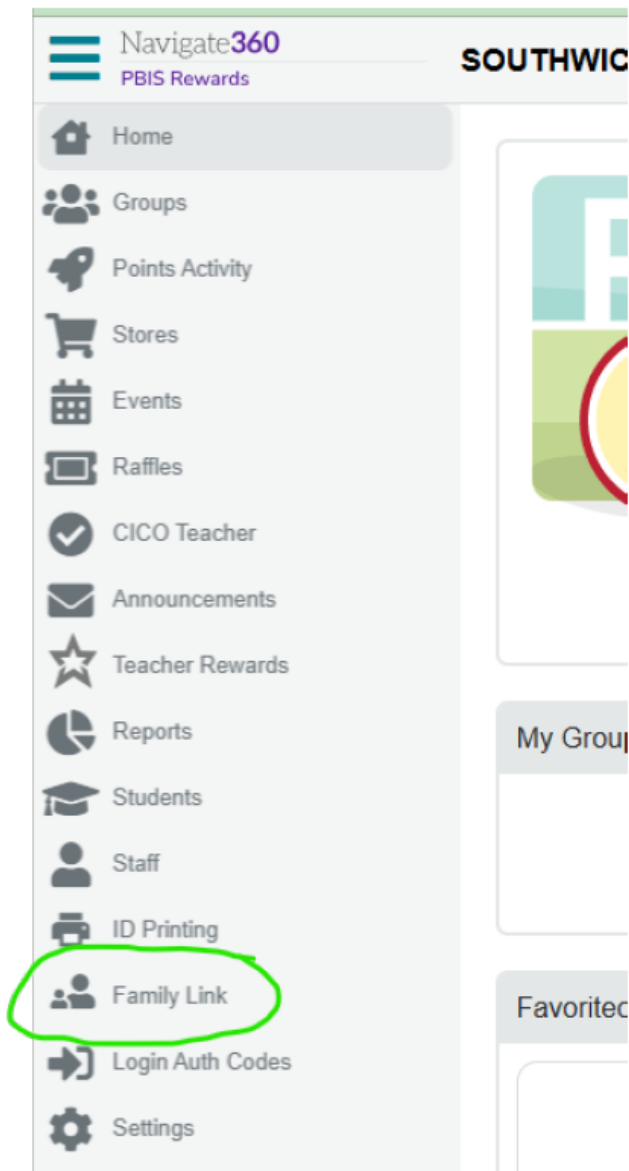 Navigate360
PBIS Rewards
SOUTHWIC
Home
Groups
Points Activity
Stores
Events
Raffles
CICO Teacher
Announcements
Teacher Rewards
Reports
Students
Staff
ID Printing
Family Link
Login Auth Codes
Settings
My Group
Favorited